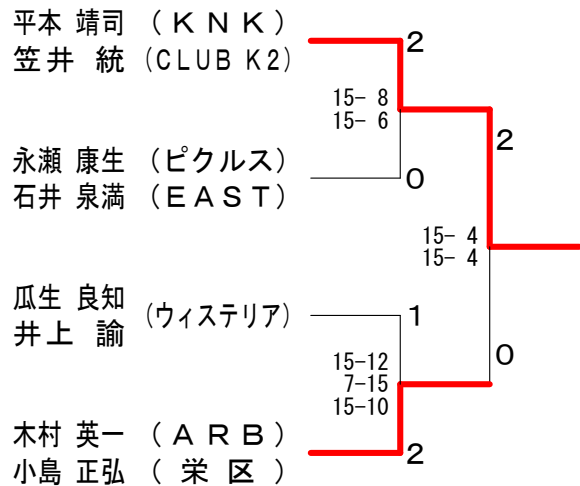 平本 靖司 (ＫＮＫ) 2
笠井 統 (CLUB K2)
15- 8
15- 6
2
永瀬 康生 (ピクルス)
石井 泉満 (ＥＡＳＴ) 0
15- 4
15- 4
瓜生 良知 (ウィステリア) 1
井上 諭
0
15-12
7-15
15-10
木村 英一 (ＡＲＢ) 2
小島 正弘 (栄区)